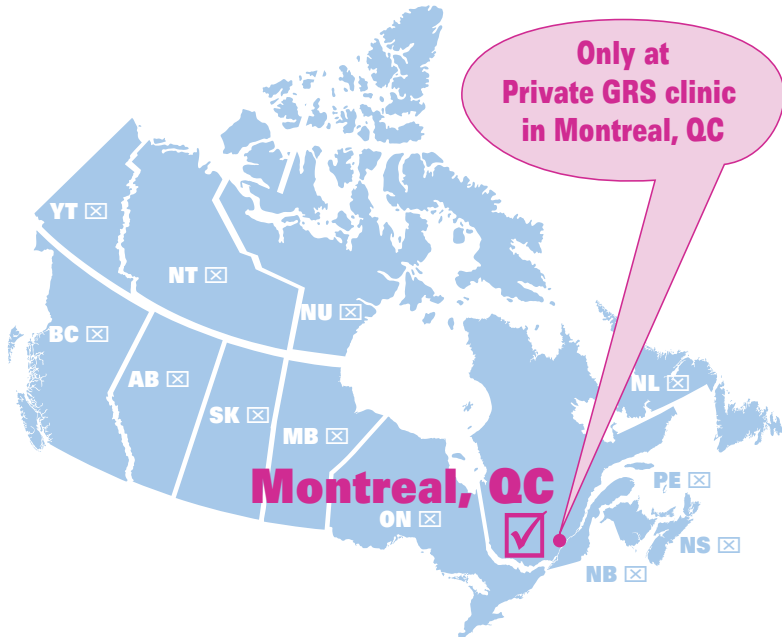 Only at
Private GRS clinic
in Montreal, QC
YT ☒
NT ☒
NU ☒
BC ☒
AB ☒
SK ☒
MB ☒
NL ☒
Montreal, QC
PE ☒
ON ☒
☑
NS ☒
NB ☒